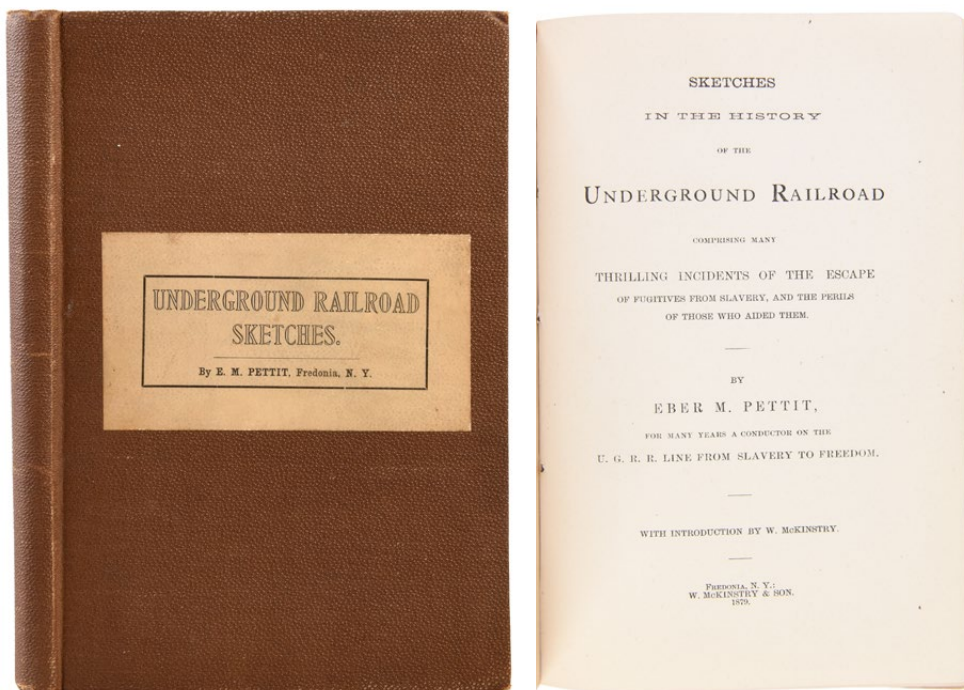 UNDERGROUND RAILROAD
SKETCHES.
By E. M. PETTIT, Fredonia, N. Y.
SKETCHES
IN THE HISTORY
OF THE
UNDERGROUND RAILROAD
COMPRISING MANY
THRILLING INCIDENTS OF THE ESCAPE
OF FUGITIVES FROM SLAVERY, AND THE PERILS
OF THOSE WHO AIDED THEM.
BY
EBER M. PETTIT,
FOR MANY YEARS A CONDUCTOR ON THE
U. G. R. R. LINE FROM SLAVERY TO FREEDOM.
WITH INTRODUCTION BY W. McKINSTRY.
FREDONIA, N. Y.:
W. McKINSTRY & SON.
1879.